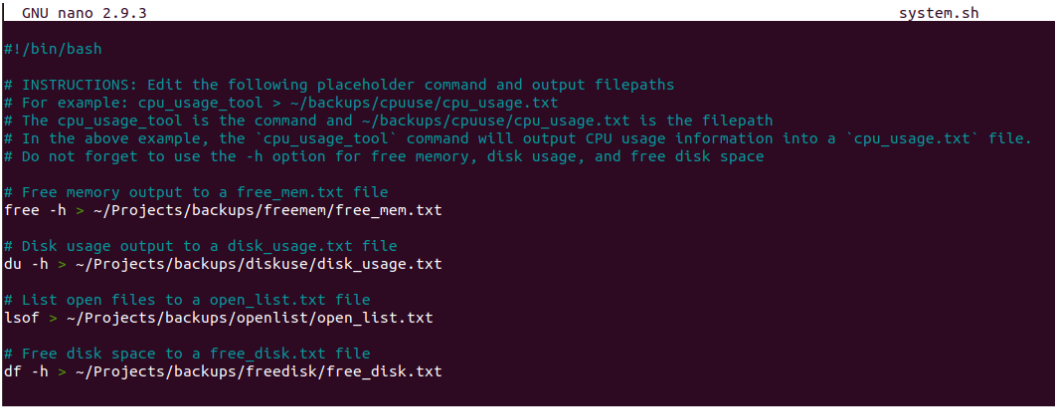 GNU nano 2.9.3 system.sh
#!/bin/bash
# INSTRUCTIONS: Edit the following placeholder command and output filepaths
# For example: cpu_usage_tool > ~/backups/cpuuse/cpu_usage.txt
# The cpu_usage_tool is the command and ~/backups/cpuuse/cpu_usage.txt is the filepath
# In the above example, the `cpu_usage_tool` command will output CPU usage information into a `cpu_usage.txt` file.
# Do not forget to use the -h option for free memory, disk usage, and free disk space
# Free memory output to a free_mem.txt file
free -h > ~/Projects/backups/freemem/free_mem.txt
# Disk usage output to a disk_usage.txt file
du -h > ~/Projects/backups/diskuse/disk_usage.txt
# List open files to a open_list.txt file
lsof > ~/Projects/backups/openlist/open_list.txt
# Free disk space to a free_disk.txt file
df -h > ~/Projects/backups/freedisk/free_disk.txt